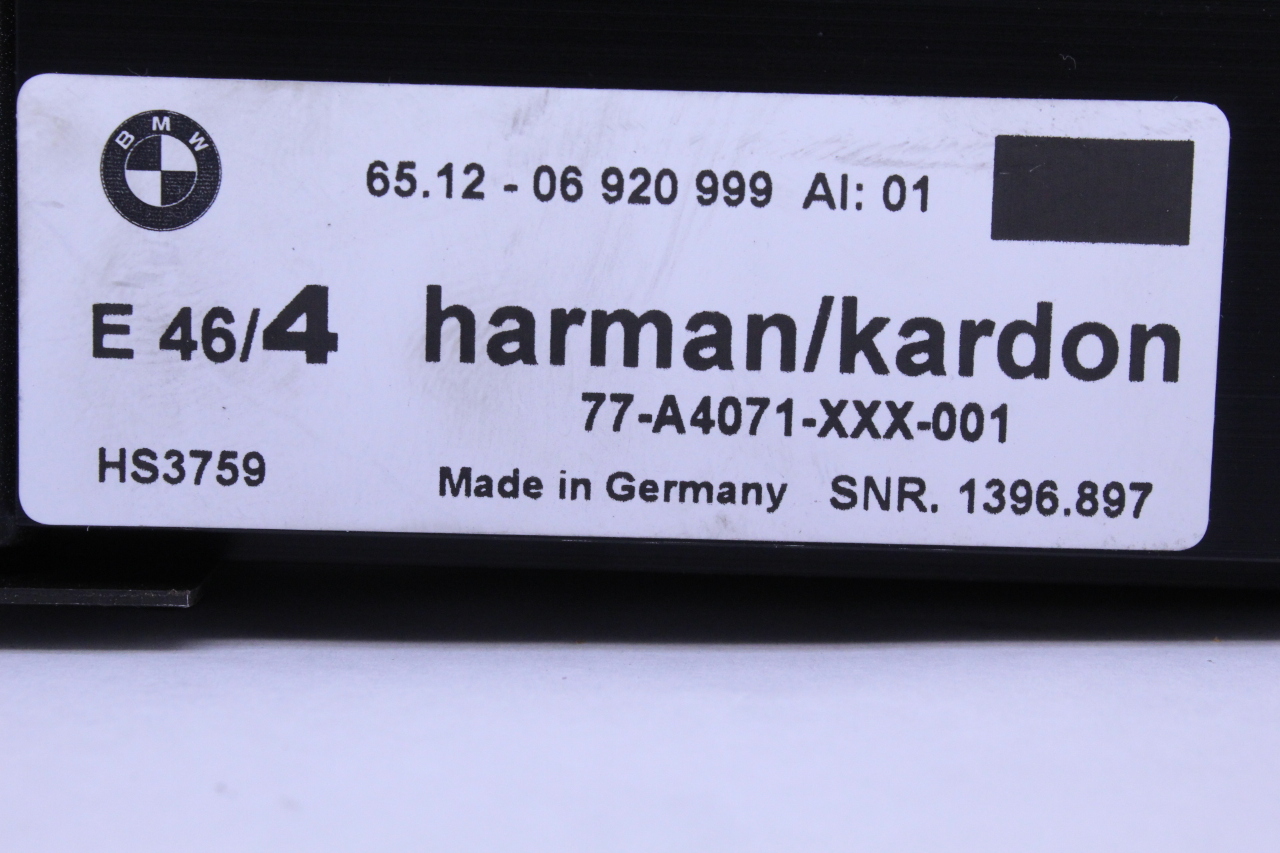 BMW
65.12 - 06 920 999 AI: 01
E 46/4 harman/kardon
77-A4071-XXX-001
HS3759 Made in Germany SNR. 1396.897